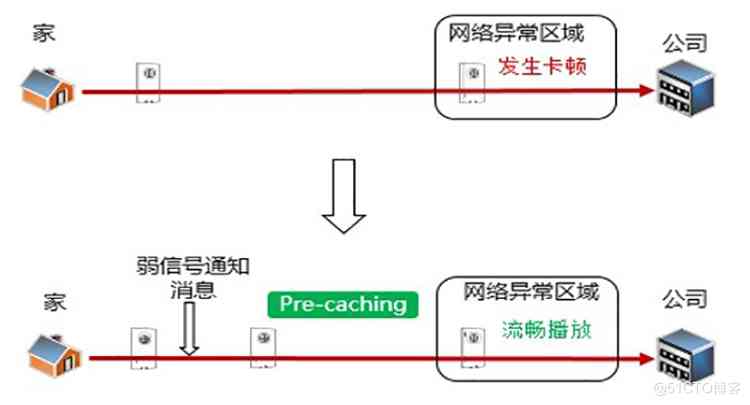 家
网络异常区域
公司
发生卡顿
弱信号通知
消息
家
Pre-caching
网络异常区域
公司
流畅播放
@51CTO博客